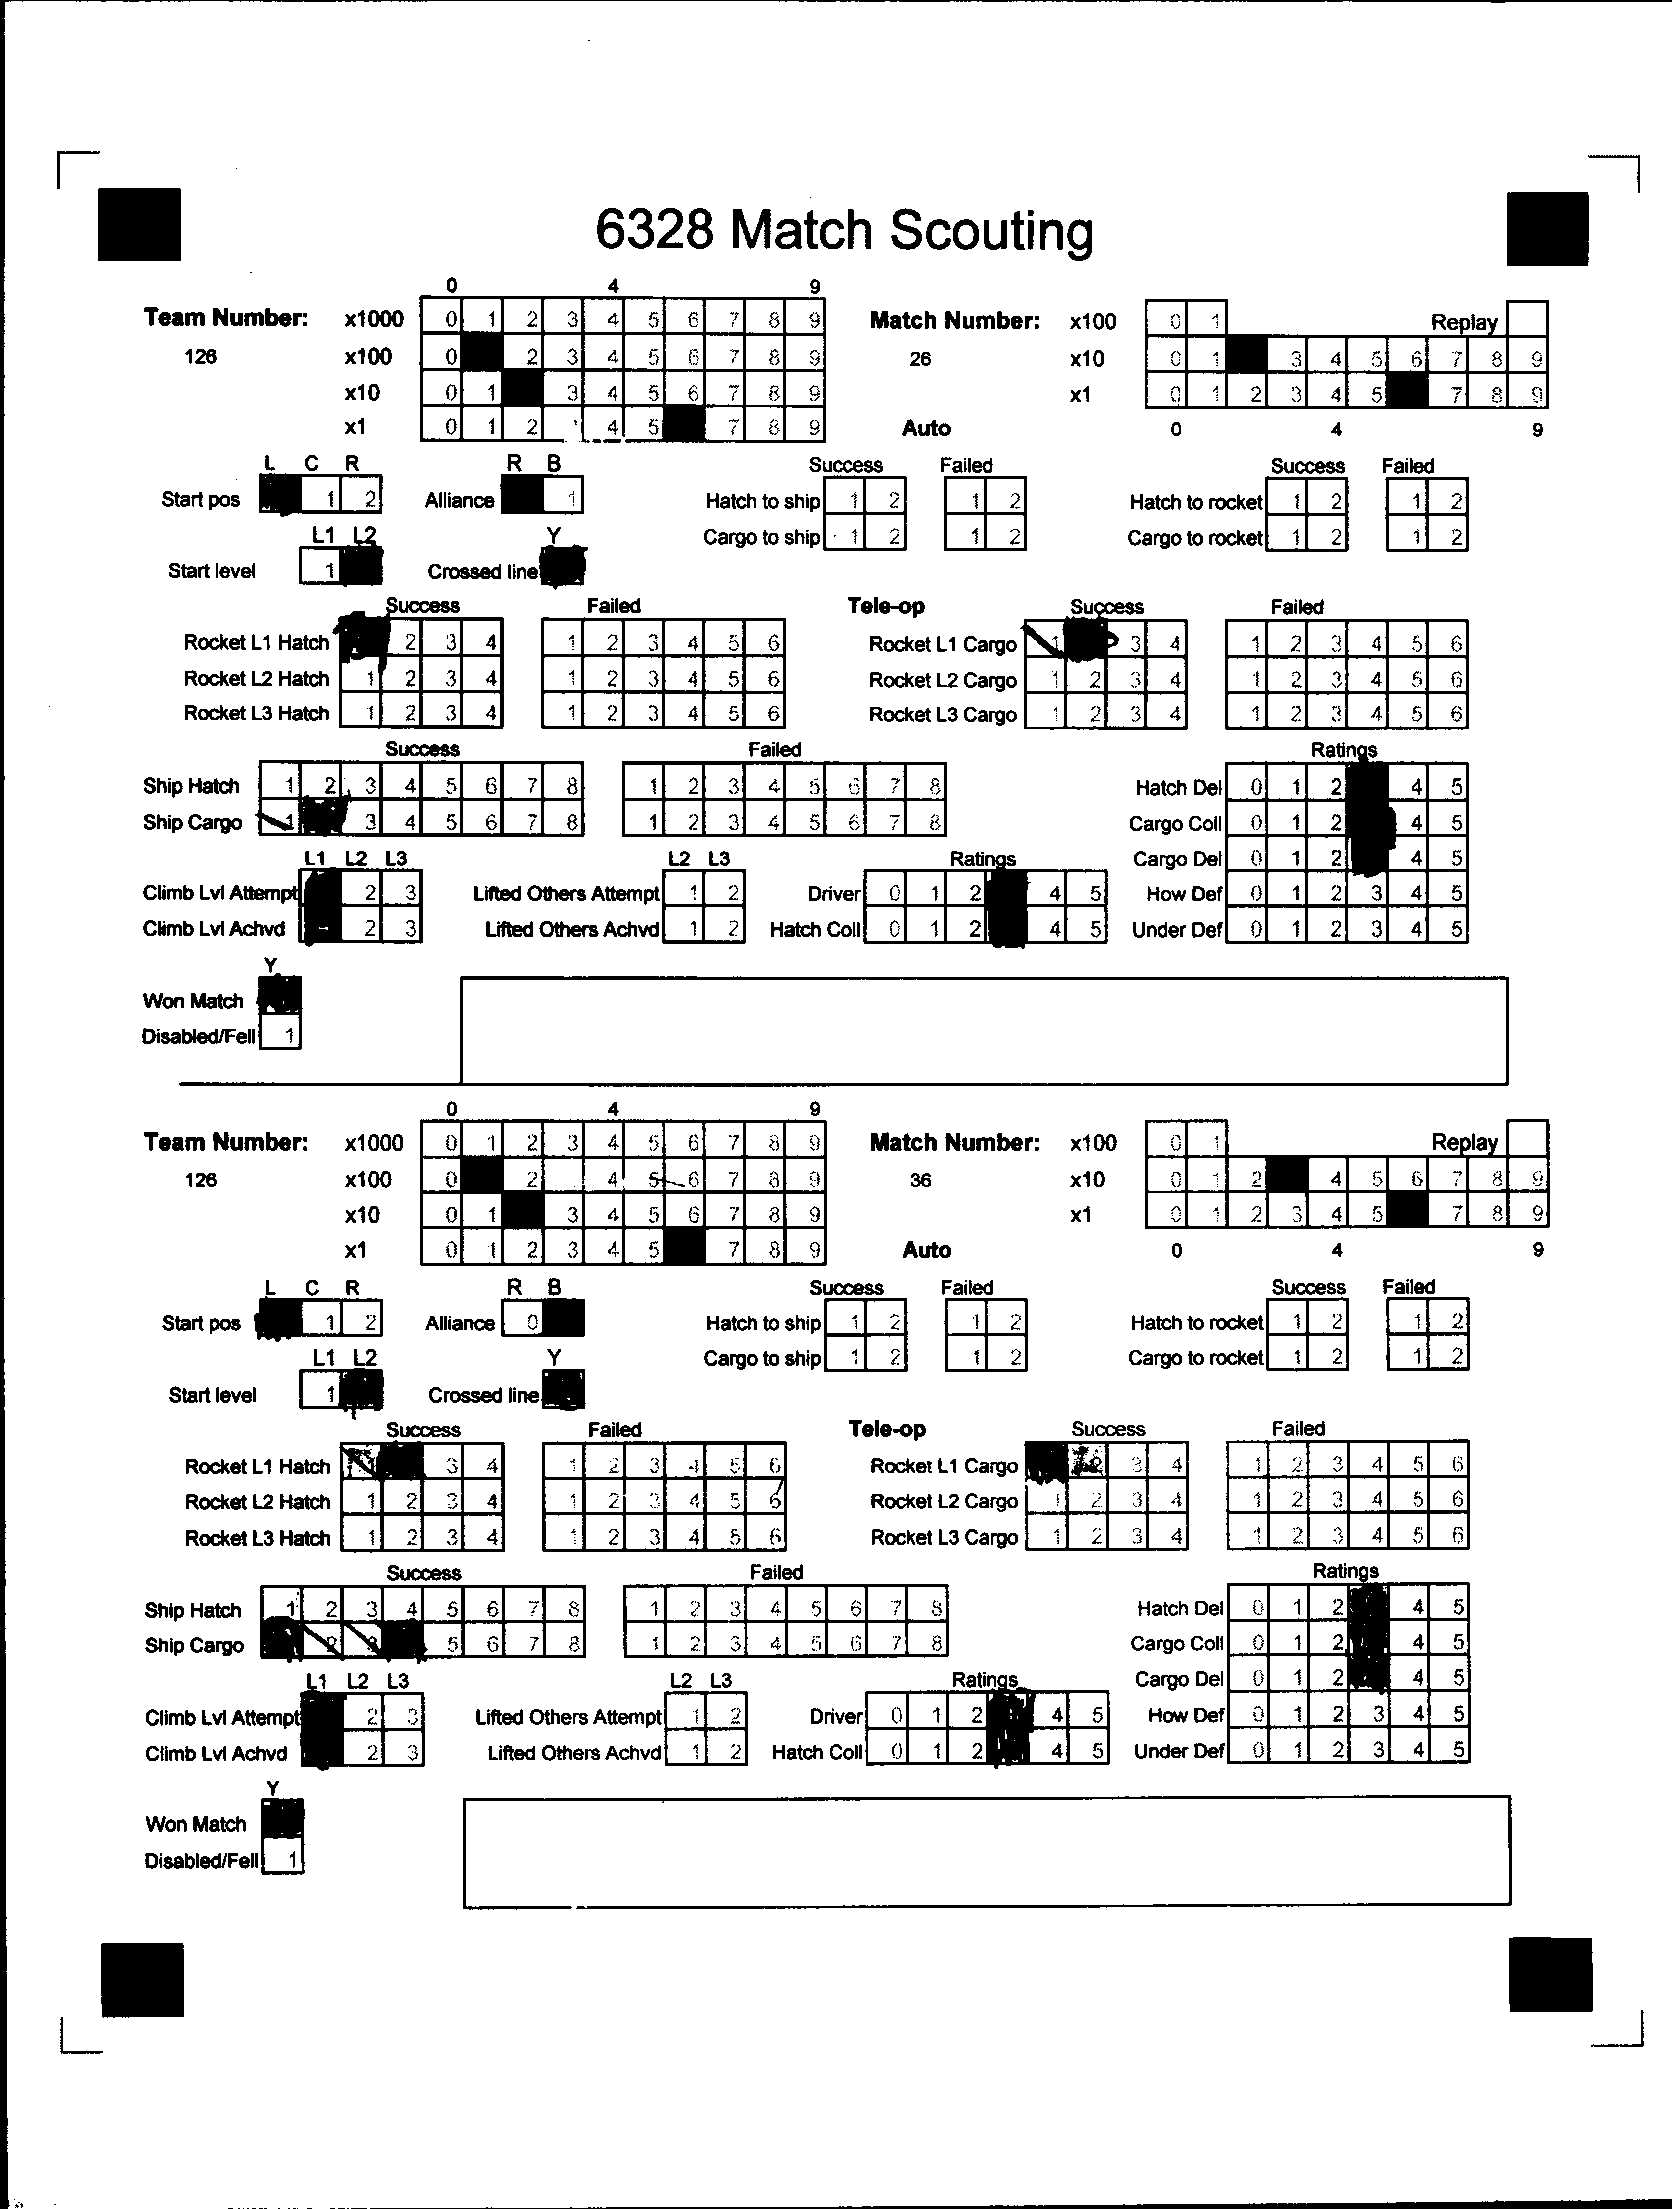 6328 Match Scouting
0 4 9
Team Number: x1000 0 1 2 3 4 5 6 7 8 9 Match Number: x100 0 1 Replay
126 x100 0 2 3 4 5 6 7 8 9 26 x10 0 1 3 4 5 6 7 8 9
x10 0 1 3 4 5 6 7 8 9 x1 0 1 2 3 4 5 7 8 9
x1 0 1 2 4 5 7 8 9 Auto 0 4 9
L C R R B Success Failed Success Failed
Start pos 1 2 Alliance 1 Hatch to ship 1 2 1 2 Hatch to rocket 1 2 1 2
L1 L2 Y Cargo to ship 1 2 1 2 Cargo to rocket 1 2 1 2
Start level 1 Crossed line
Success Failed Tele-op Success Failed
Rocket L1 Hatch 2 3 4 1 2 3 4 5 6 Rocket L1 Cargo 1 3 4 1 2 3 4 5 6
Rocket L2 Hatch 1 2 3 4 1 2 3 4 5 6 Rocket L2 Cargo 1 2 3 4 1 2 3 4 5 6
Rocket L3 Hatch 1 2 3 4 1 2 3 4 5 6 Rocket L3 Cargo 1 2 3 4 1 2 3 4 5 6
Success Failed Ratings
Ship Hatch 1 2 3 4 5 6 7 8 1 2 3 4 5 6 7 8 Hatch Del 0 1 2 4 5
Ship Cargo 1 3 4 5 6 7 8 1 2 3 4 5 6 7 8 Cargo Coll 0 1 2 4 5
L1 L2 L3 L2 L3 Ratings Cargo Del 0 1 2 4 5
Climb Lvl Attempt 2 3 Lifted Others Attempt 1 2 Driver 0 1 2 4 5 How Def 0 1 2 3 4 5
Climb Lvl Achvd 2 3 Lifted Others Achvd 1 2 Hatch Coll 0 1 2 4 5 Under Def 0 1 2 3 4 5
Y
Won Match
Disabled/Fell 1
0 4 9
Team Number: x1000 0 1 2 3 4 5 6 7 8 9 Match Number: x100 0 1 Replay
126 x100 0 2 4 5 6 7 8 9 36 x10 0 1 2 4 5 6 7 8 9
x10 0 1 3 4 5 6 7 8 9 x1 0 1 2 3 4 5 7 8 9
x1 0 1 2 3 4 5 7 8 9 Auto 0 4 9
L C R R B Success Failed Success Failed
Start pos 1 2 Alliance 0 Hatch to ship 1 2 1 2 Hatch to rocket 1 2 1 2
L1 L2 Y Cargo to ship 1 2 1 2 Cargo to rocket 1 2 1 2
Start level 1 Crossed line
Success Failed Tele-op Success Failed
Rocket L1 Hatch 3 4 1 2 3 4 5 6 Rocket L1 Cargo 2 3 4 1 2 3 4 5 6
Rocket L2 Hatch 1 2 3 4 1 2 3 4 5 6 Rocket L2 Cargo 1 2 3 4 1 2 3 4 5 6
Rocket L3 Hatch 1 2 3 4 1 2 3 4 5 6 Rocket L3 Cargo 1 2 3 4 1 2 3 4 5 6
Success Failed Ratings
Ship Hatch 1 2 3 4 5 6 7 8 1 2 3 4 5 6 7 8 Hatch Del 0 1 2 4 5
Ship Cargo 2 3 5 6 7 8 1 2 3 4 5 6 7 8 Cargo Coll 0 1 2 4 5
L1 L2 L3 L2 L3 Ratings Cargo Del 0 1 2 4 5
Climb Lvl Attempt 2 3 Lifted Others Attempt 1 2 Driver 0 1 2 4 5 How Def 0 1 2 3 4 5
Climb Lvl Achvd 2 3 Lifted Others Achvd 1 2 Hatch Coll 0 1 2 4 5 Under Def 0 1 2 3 4 5
Y
Won Match
Disabled/Fell 1